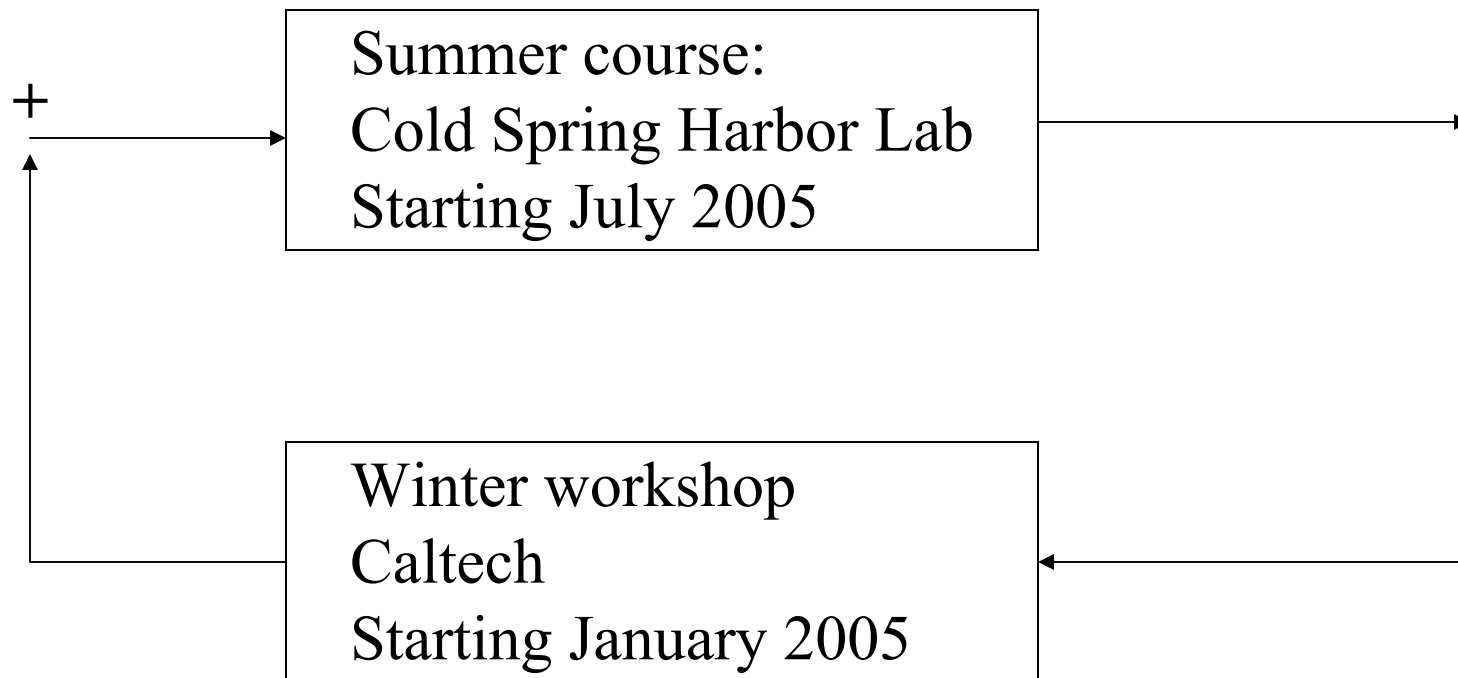 +
Summer course:
Cold Spring Harbor Lab
Starting July 2005
Winter workshop
Caltech
Starting January 2005